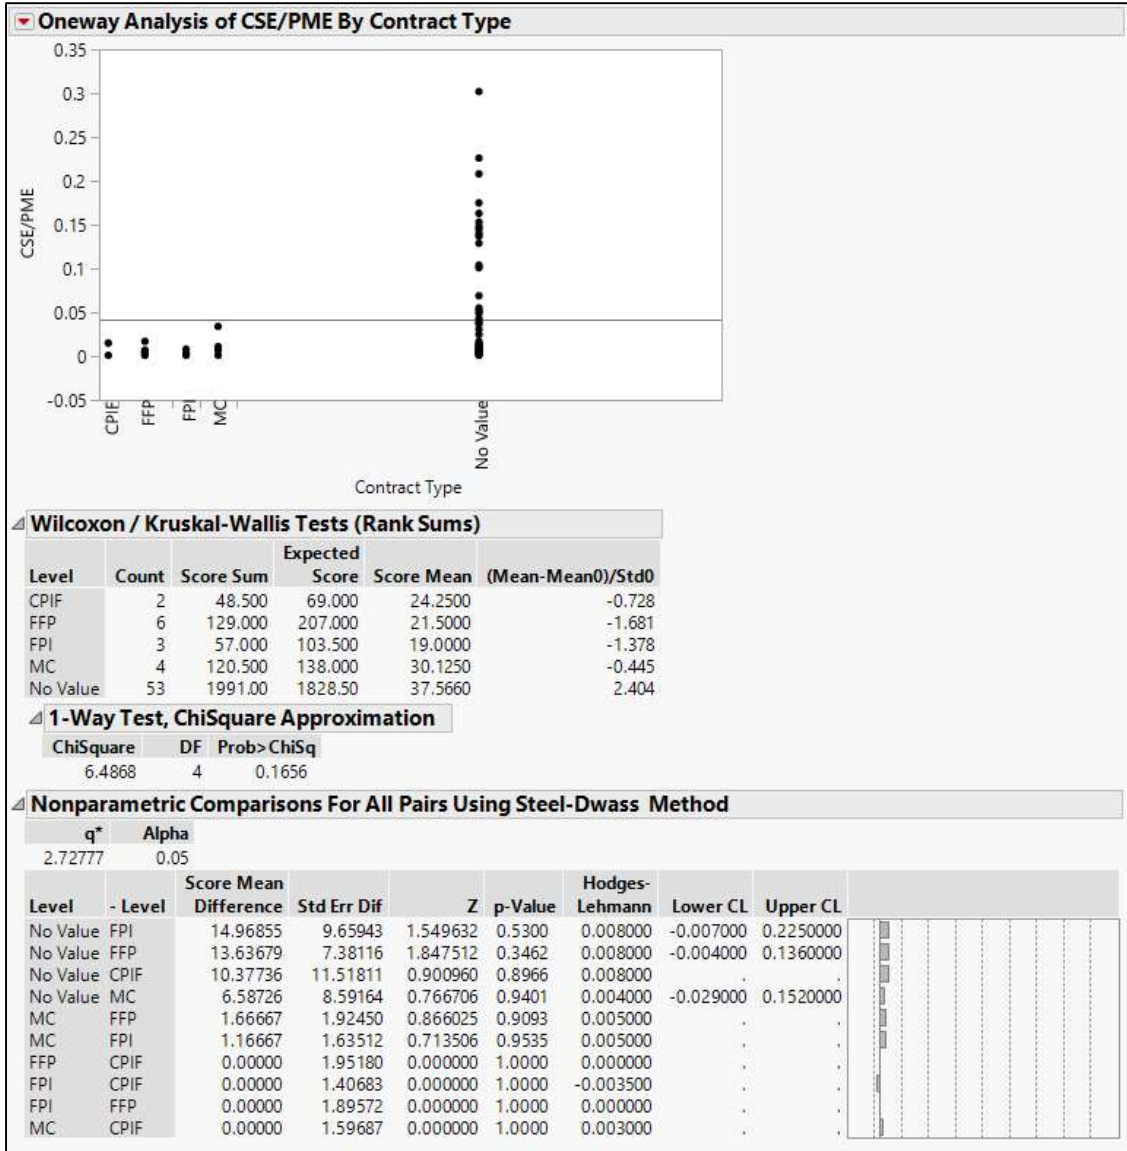 Oneway Analysis of CSE/PME By Contract Type
0.35
0.3
0.25
0.2
0.15
0.1
0.05
0
-0.05
CSE/PME
CPIF
FFP
FPI
MC
No Value
Contract Type
Wilcoxon / Kruskal-Wallis Tests (Rank Sums)
Expected
Level Count Score Sum Score Score Mean (Mean-Mean0)/Std0
CPIF 2 48.500 69.000 24.2500 -0.728
FFP 6 129.000 207.000 21.5000 -1.681
FPI 3 57.000 103.500 19.0000 -1.378
MC 4 120.500 138.000 30.1250 -0.445
No Value 53 1991.00 1828.50 37.5660 2.404
1-Way Test, ChiSquare Approximation
ChiSquare DF Prob>ChiSq
6.4868 4 0.1656
Nonparametric Comparisons For All Pairs Using Steel-Dwass Method
q* Alpha
2.72777 0.05
Score Mean Hodges-
Level - Level Difference Std Err Dif Z p-Value Lehmann Lower CL Upper CL
No Value FPI 14.96855 9.65943 1.549632 0.5300 0.008000 -0.007000 0.2250000
No Value FFP 13.63679 7.38116 1.847512 0.3462 0.008000 -0.004000 0.1360000
No Value CPIF 10.37736 11.51811 0.900960 0.8966 0.008000 . .
No Value MC 6.58726 8.59164 0.766706 0.9401 0.004000 -0.029000 0.1520000
MC FFP 1.66667 1.92450 0.866025 0.9093 0.005000 . .
MC FPI 1.16667 1.63512 0.713506 0.9535 0.005000 . .
FFP CPIF 0.00000 1.95180 0.000000 1.0000 0.000000 . .
FPI CPIF 0.00000 1.40683 0.000000 1.0000 -0.003500 . .
FPI FFP 0.00000 1.89572 0.000000 1.0000 0.000000 . .
MC CPIF 0.00000 1.59687 0.000000 1.0000 0.003000 . .